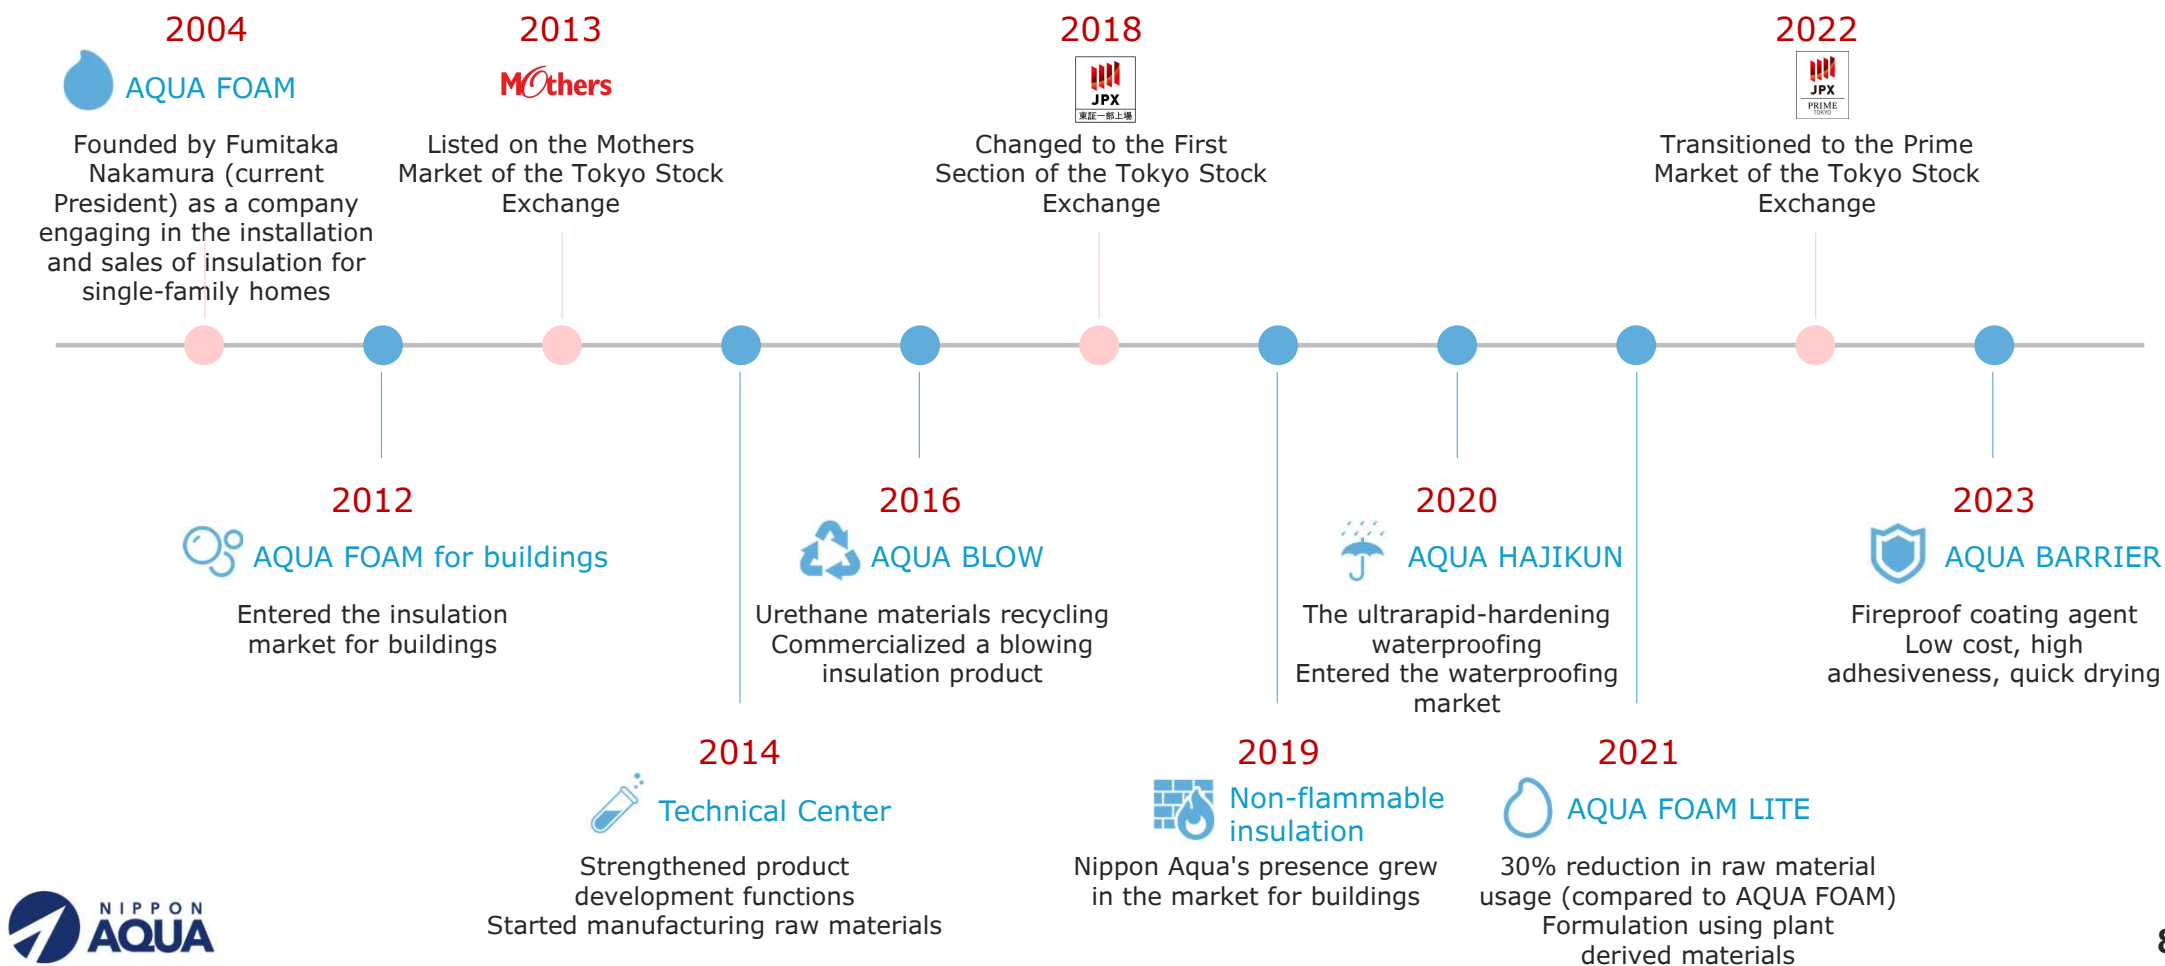 2004
AQUA FOAM
Founded by Fumitaka
Nakamura (current
President) as a company
engaging in the installation
and sales of insulation for
single-family homes
2013
Mothers
Listed on the Mothers
Market of the Tokyo Stock
Exchange
2018
JPX
東証一部上場
Changed to the First
Section of the Tokyo Stock
Exchange
2022
JPX
PRIME
TOKYO
Transitioned to the Prime
Market of the Tokyo Stock
Exchange
2012
AQUA FOAM for buildings
Entered the insulation
market for buildings
2016
AQUA BLOW
Urethane materials recycling
Commercialized a blowing
insulation product
2020
AQUA HAJIKUN
The ultrarapid-hardening
waterproofing
Entered the waterproofing
market
2023
AQUA BARRIER
Fireproof coating agent
Low cost, high
adhesiveness, quick drying
2014
Technical Center
Strengthened product
development functions
Started manufacturing raw materials
2019
Non-flammable
insulation
Nippon Aqua's presence grew
in the market for buildings
2021
AQUA FOAM LITE
30% reduction in raw material
usage (compared to AQUA FOAM)
Formulation using plant
derived materials
NIPPON
AQUA